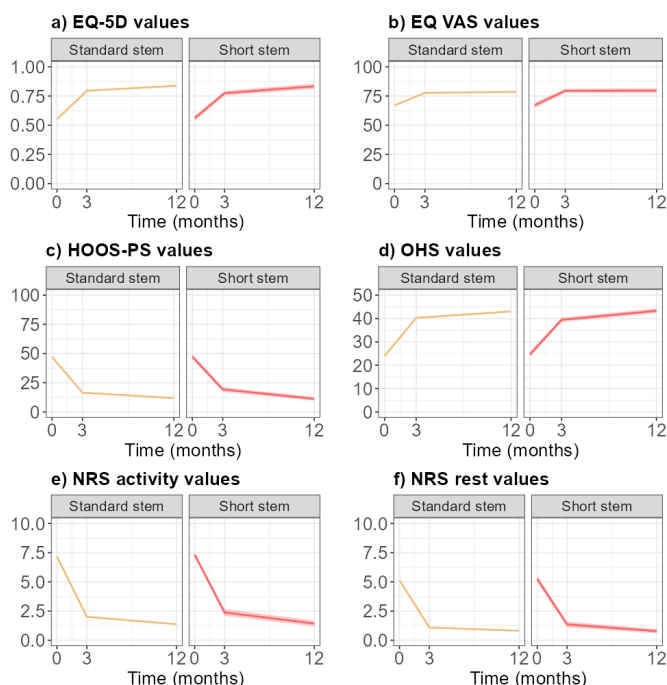 a) EQ-5D values
Standard stem Short stem
1.00
0.75
0.50
0.25
0.00
0 3 12 0 3 12
Time (months)
b) EQ VAS values
Standard stem Short stem
100
75
50
25
0
0 3 12 0 3 12
Time (months)
c) HOOS-PS values
Standard stem Short stem
100
75
50
25
0
0 3 12 0 3 12
Time (months)
d) OHS values
Standard stem Short stem
50
40
30
20
10
0
0 3 12 0 3 12
Time (months)
e) NRS activity values
Standard stem Short stem
10.0
7.5
5.0
2.5
0.0
0 3 12 0 3 12
Time (months)
f) NRS rest values
Standard stem Short stem
10.0
7.5
5.0
2.5
0.0
0 3 12 0 3 12
Time (months)